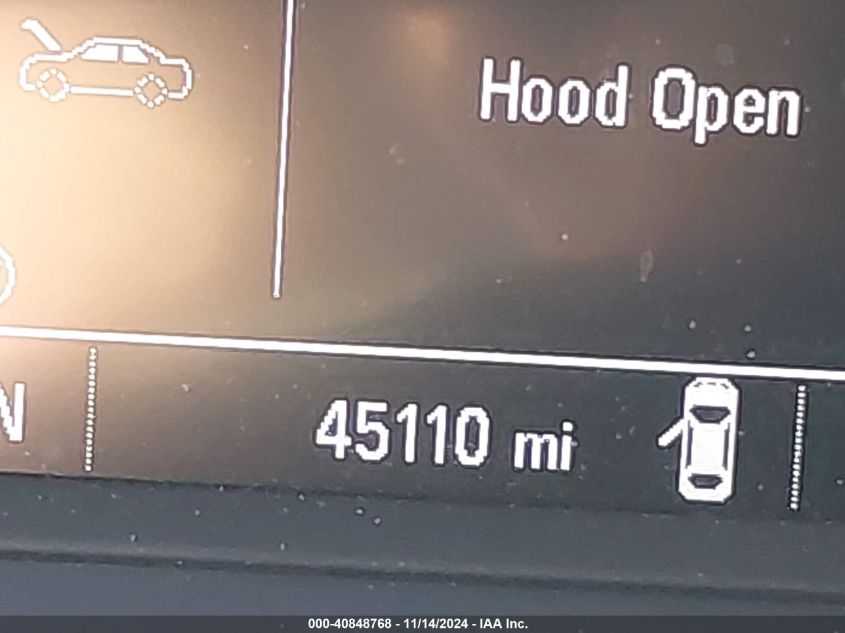 Hood Open
N
45110 mi
000-40848768 - 11/14/2024 - IAA Inc.